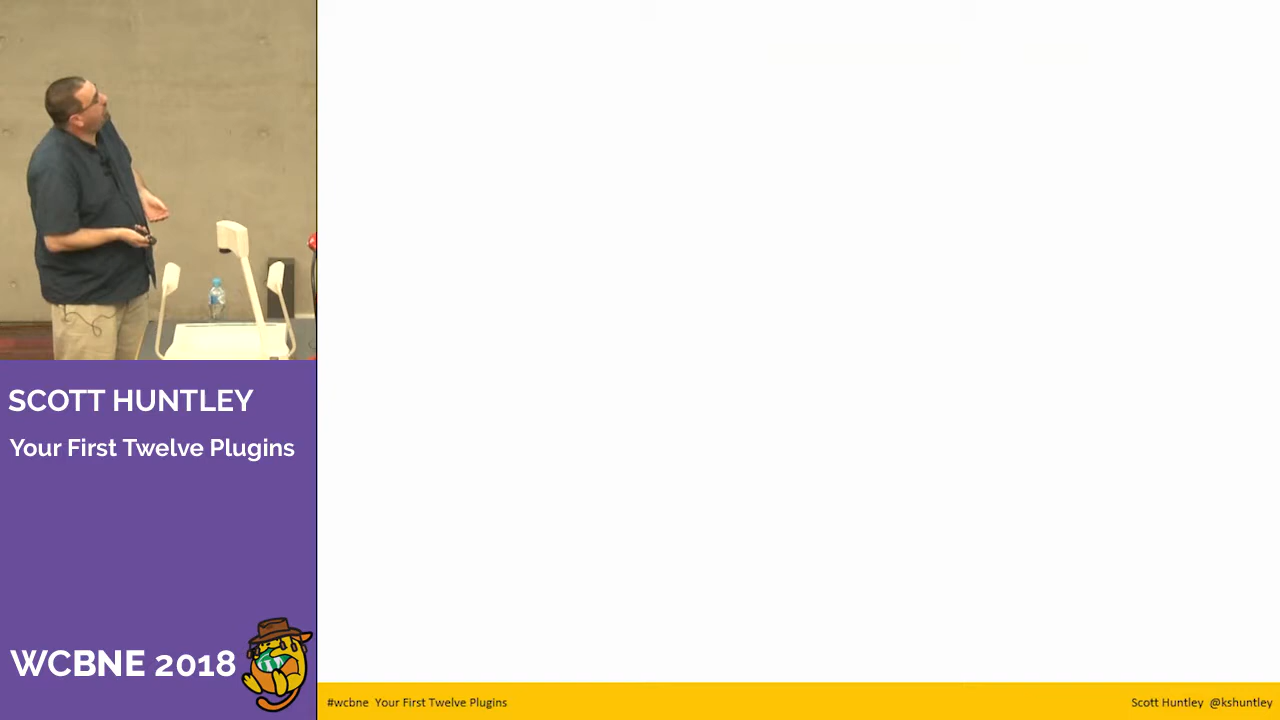 SCOTT HUNTLEY
Your First Twelve Plugins
WCBNE 2018
#wcbne Your First Twelve Plugins
Scott Huntley @kshuntley